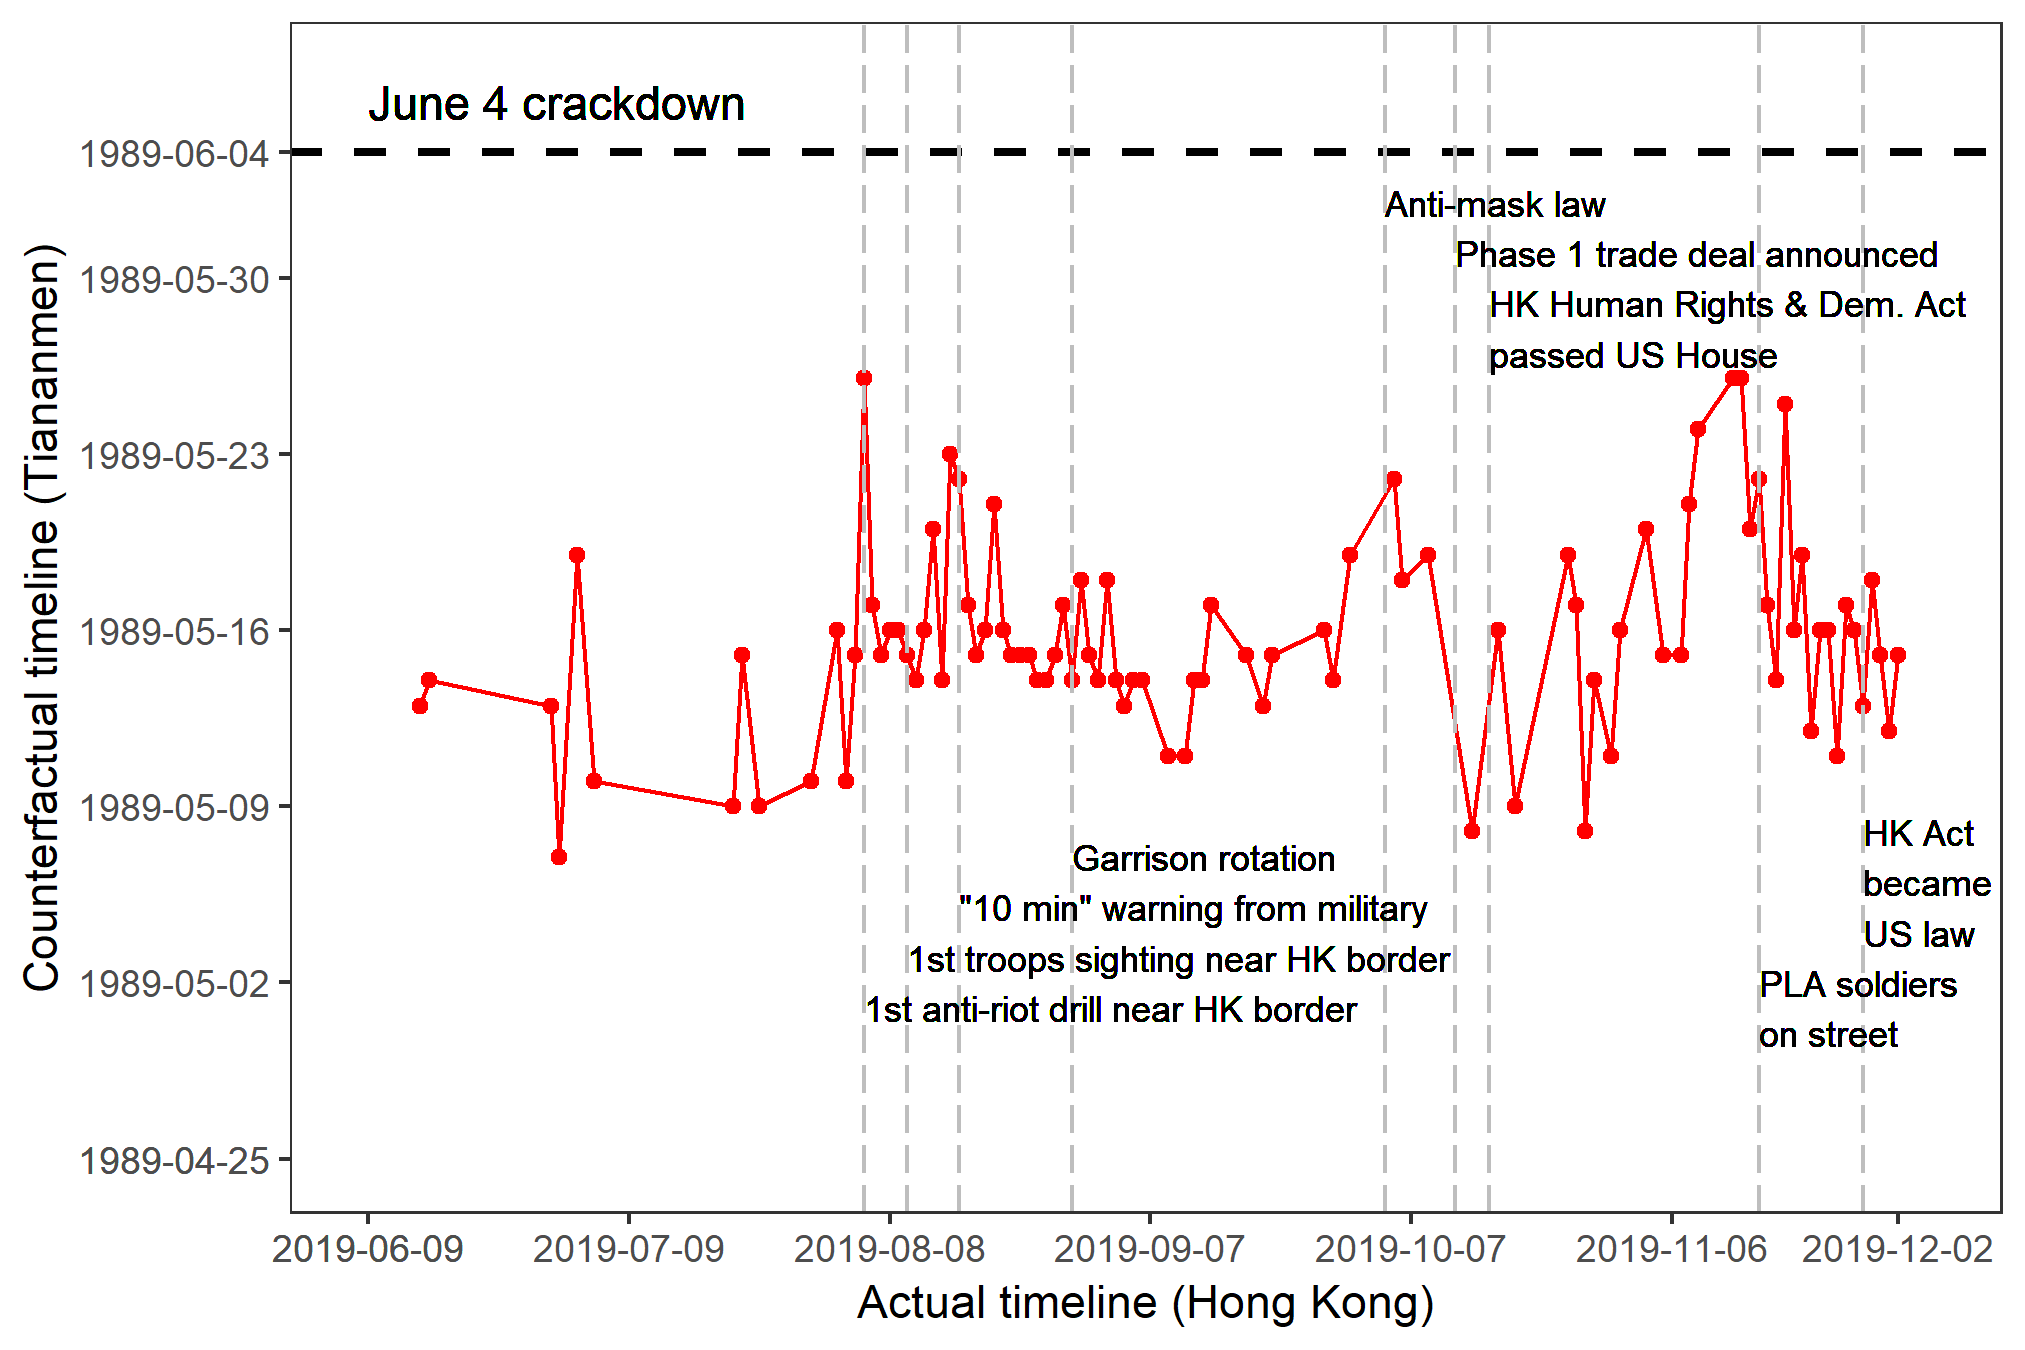 June 4 crackdown
1989-06-04
Anti-mask law
Phase 1 trade deal announced
1989-05-30
HK Human Rights & Dem. Act
passed US House
1989-05-23
1989-05-16
1989-05-09
HK Act
Garrison rotation
became
"10 min" warning from military
US law
1st troops sighting near HK border
1989-05-02
PLA soldiers
1st anti-riot drill near HK border
on street
1989-04-25
Counterfactual timeline (Tiananmen)
2019-06-09 2019-07-09 2019-08-08 2019-09-07 2019-10-07 2019-11-06 2019-12-02
Actual timeline (Hong Kong)